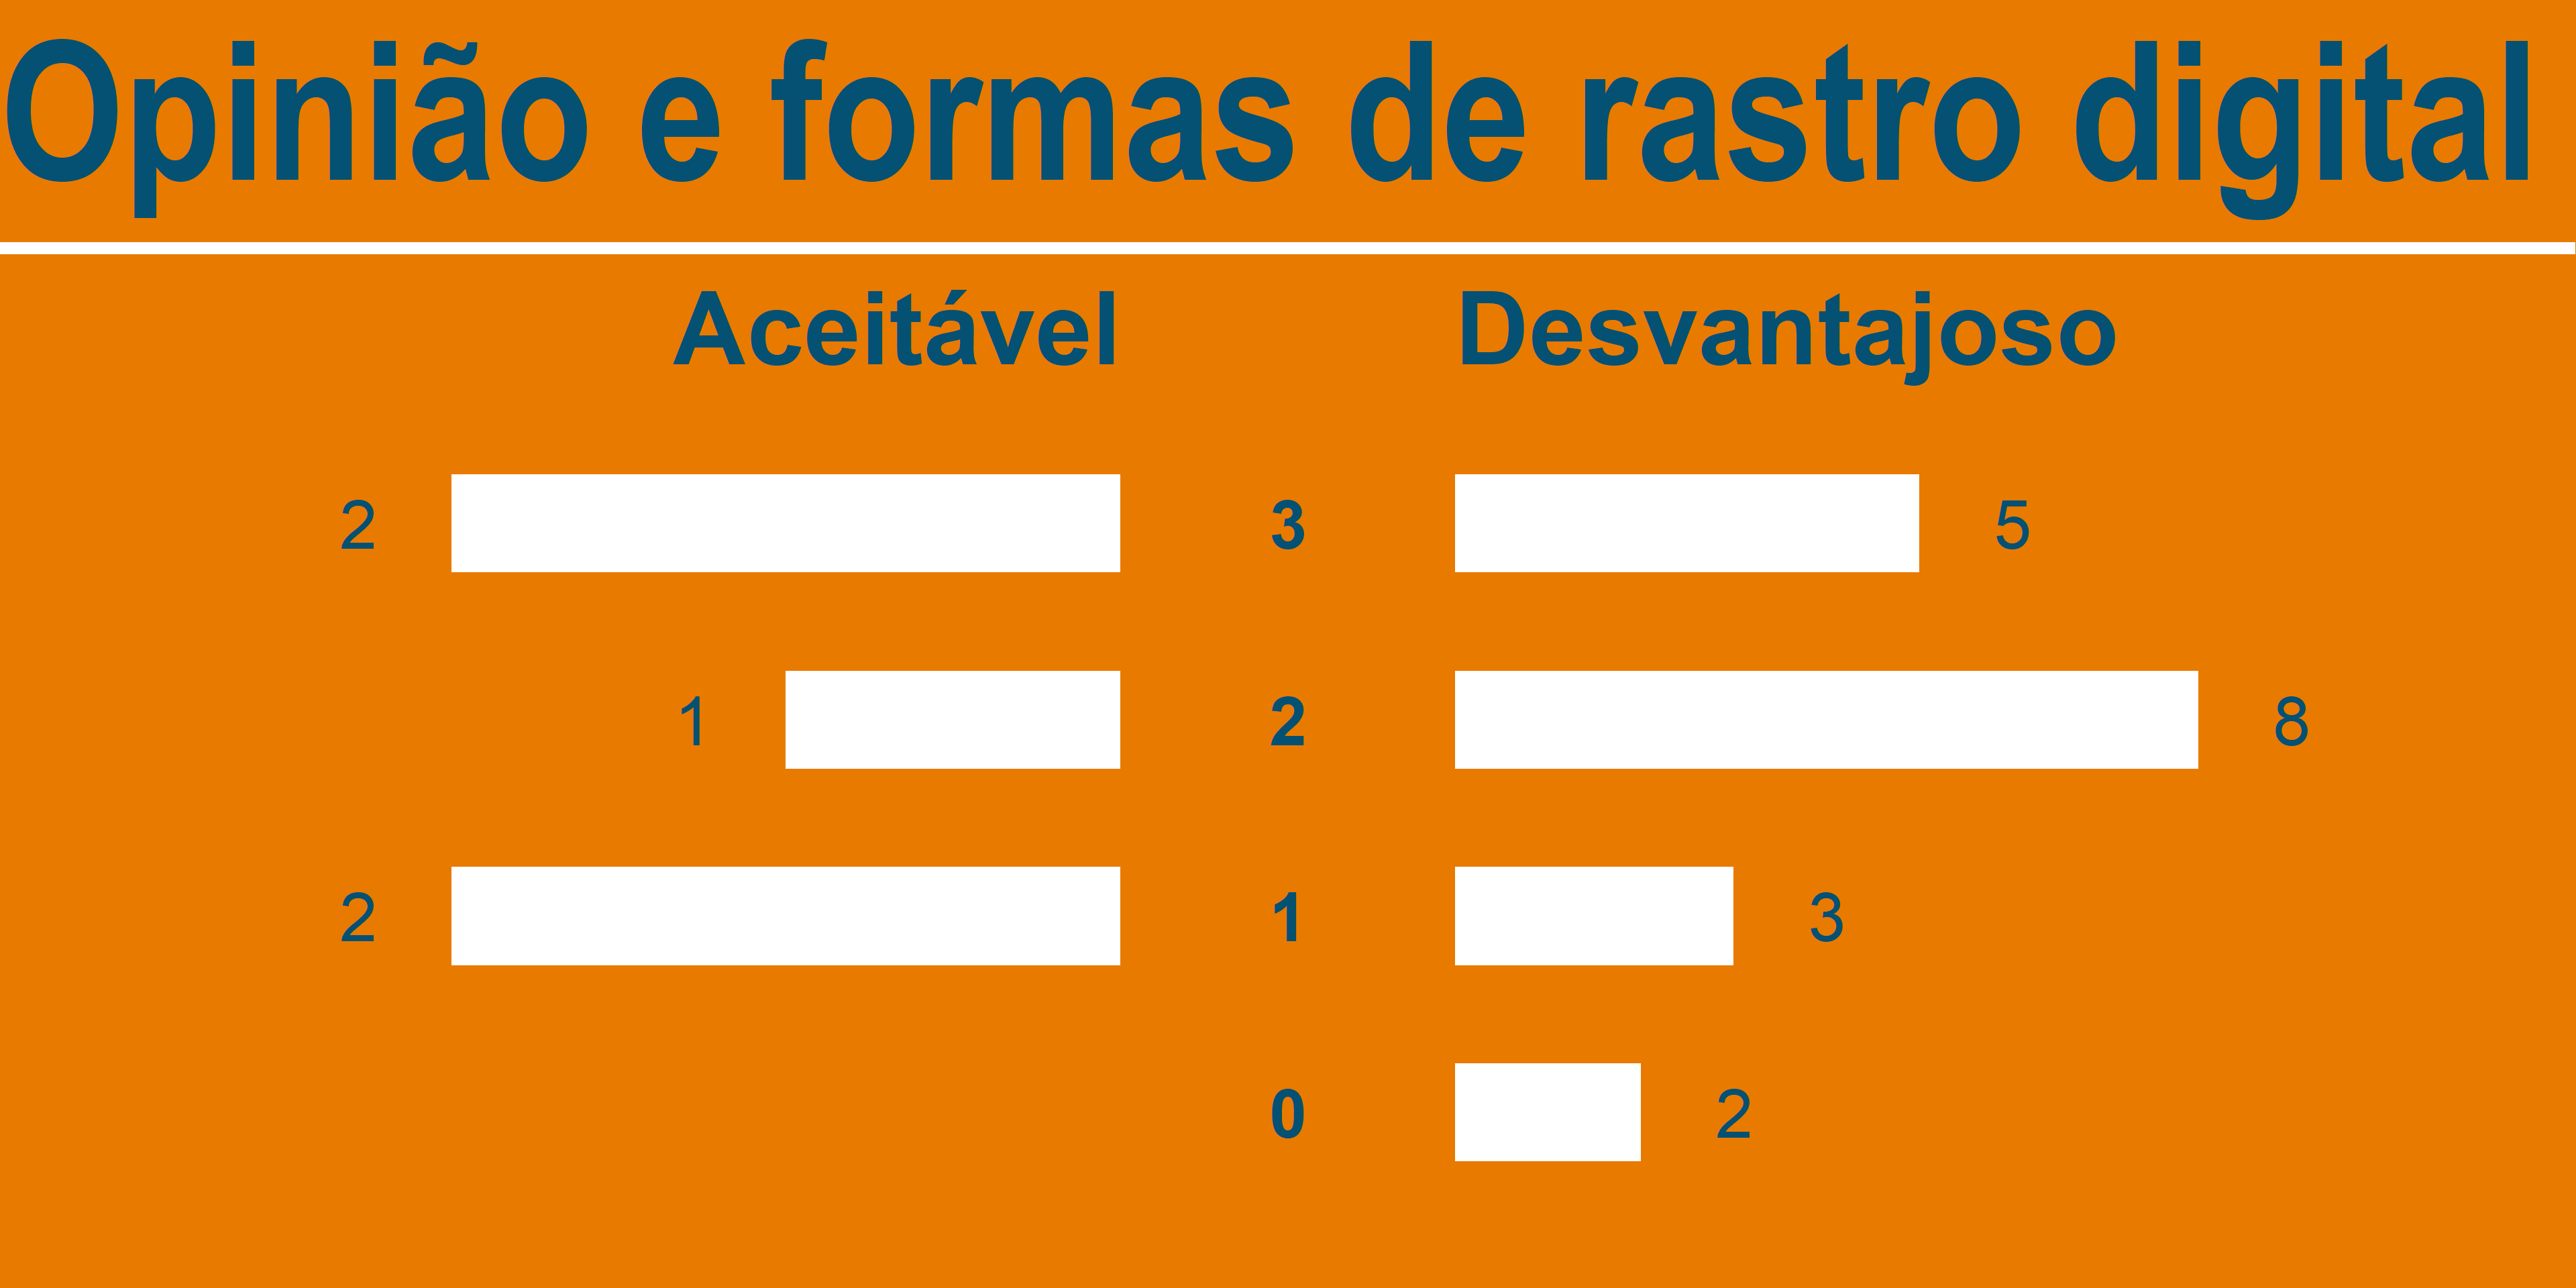 Opinião e formas de rastro digital
Aceitável Desvantajoso
2 3 5
1 2 8
2 1 3
0 2